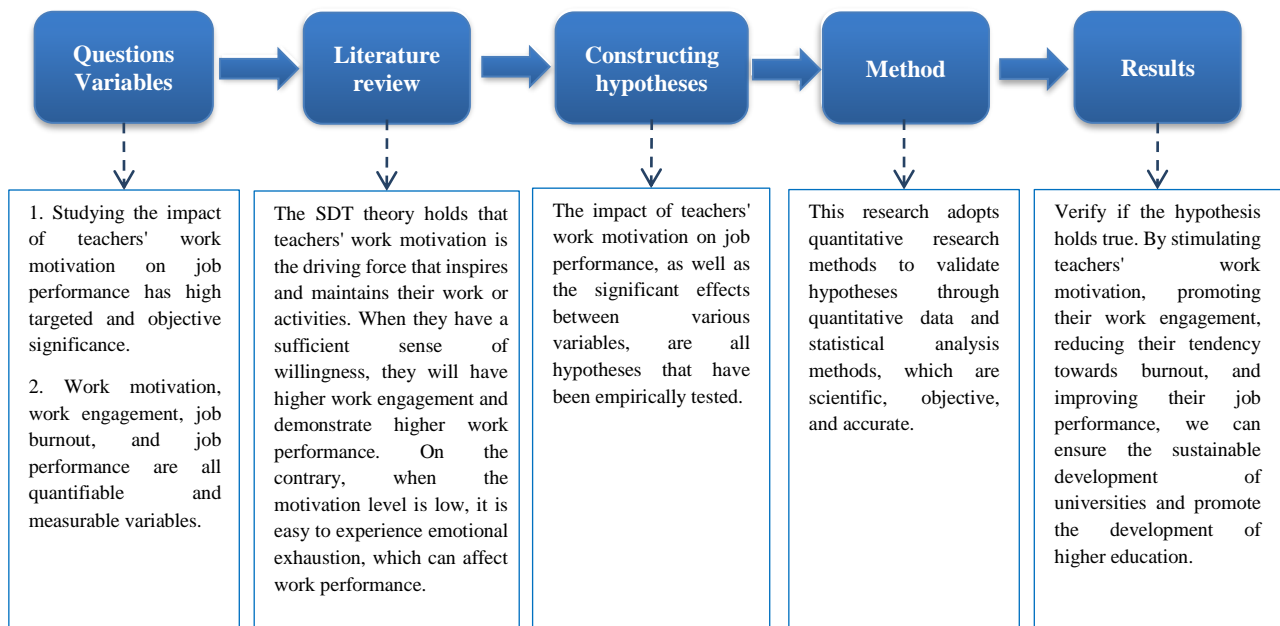 Questions
Variables
Literature
review
Constructing
hypotheses
Method
Results
1. Studying the impact
of teachers' work
motivation on job
performance has high
targeted and objective
significance.
2. Work motivation,
work engagement, job
burnout, and job
performance are all
quantifiable and
measurable variables.
The SDT theory holds that
teachers' work motivation is
the driving force that inspires
and maintains their work or
activities. When they have a
sufficient sense of
willingness, they will have
higher work engagement and
demonstrate higher work
performance. On the
contrary, when the
motivation level is low, it is
easy to experience emotional
exhaustion, which can affect
work performance.
The impact of teachers'
work motivation on job
performance, as well as
the significant effects
between various
variables, are all
hypotheses that have
been empirically tested.
This research adopts
quantitative research
methods to validate
hypotheses through
quantitative data and
statistical analysis
methods, which are
scientific, objective,
and accurate.
Verify if the hypothesis
holds true. By stimulating
teachers' work
motivation, promoting
their work engagement,
reducing their tendency
towards burnout, and
improving their job
performance, we can
ensure the sustainable
development of
universities and promote
the development of
higher education.